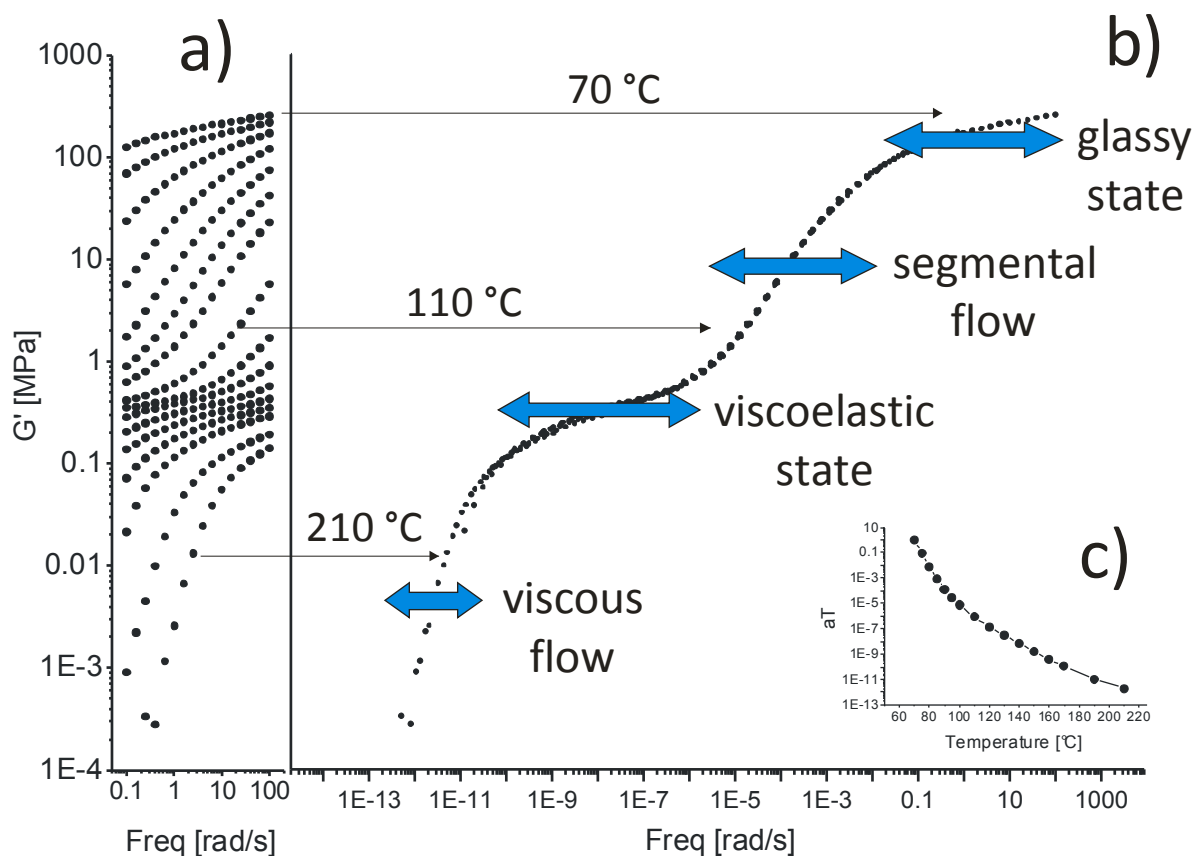 a)
b)
1000
100
10
1
0.1
0.01
1E-3
1E-4
G' [MPa]
0.1 1 10 100
Freq [rad/s]
70 °C
glassy
state
segmental
flow
110 °C
viscoelastic
state
210 °C
viscous
flow
1E-13 1E-11 1E-9 1E-7 1E-5 1E-3 0.1 10 1000
Freq [rad/s]
c)
10
0.1
1E-3
1E-5
1E-7
1E-9
1E-11
1E-13
aT
60 80 100 120 140 160 180 200 220
Temperature [°C]